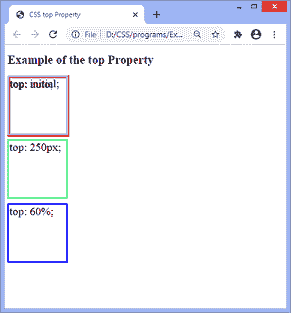 CSS top Property
File
D:/CSS/programs/Ex...
Example of the top Property
top: initial;
top: 250px;
top: 60%;